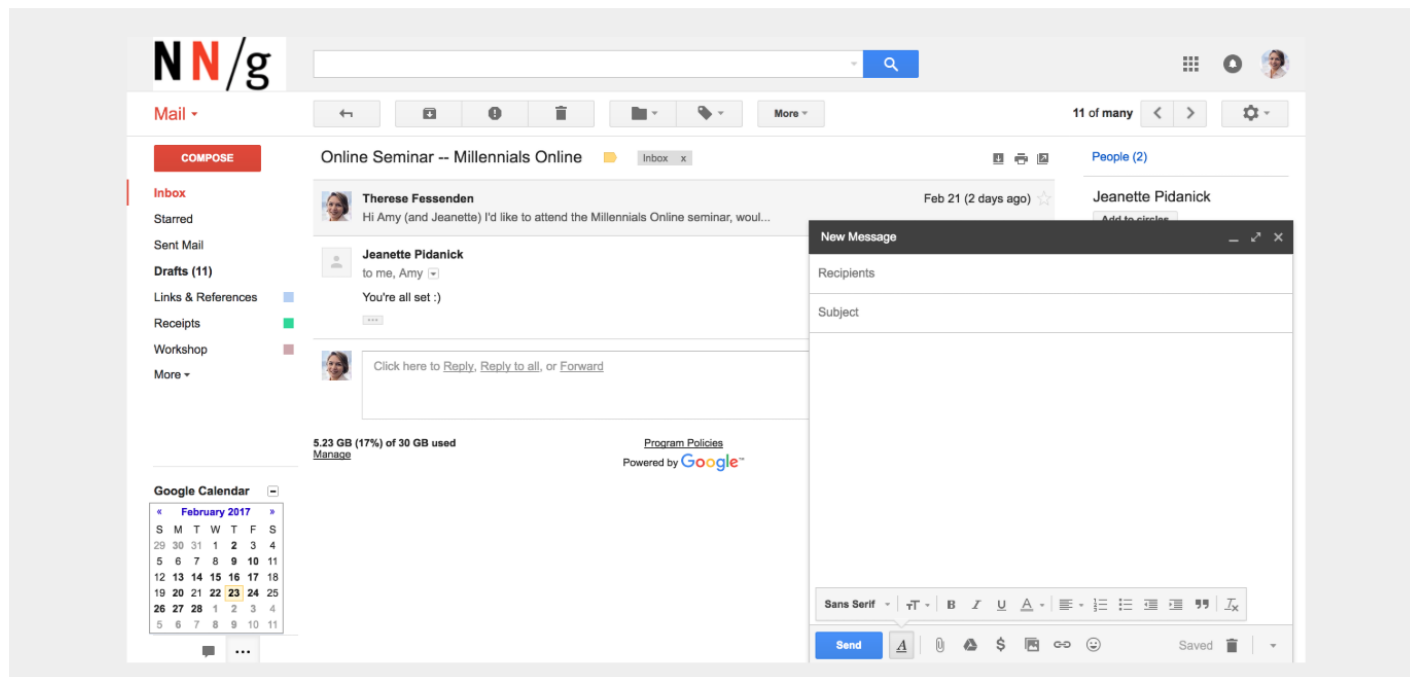 NN/g
Mail
More
11 of many
COMPOSE
Inbox
Starred
Sent Mail
Drafts (11)
Links & References
Receipts
Workshop
More
Online Seminar -- Millennials Online
Inbox x
Therese Fessenden
Feb 21 (2 days ago)
Hi Amy (and Jeanette) I'd like to attend the Millennials Online seminar, woul...
Jeanette Pidanick
to me, Amy
You're all set :)
...
Click here to Reply, Reply to all, or Forward
5.23 GB (17%) of 30 GB used
Manage
Program Policies
Powered by Google™
People (2)
Jeanette Pidanick
Add to circles
New Message
Recipients
Subject
Sans Serif
B I U A
Send A $
Saved
Google Calendar
« February 2017 »
S M T W T F S
29 30 31 1 2 3 4
5 6 7 8 9 10 11
12 13 14 15 16 17 18
19 20 21 22 23 24 25
26 27 28 1 2 3 4
5 6 7 8 9 10 11